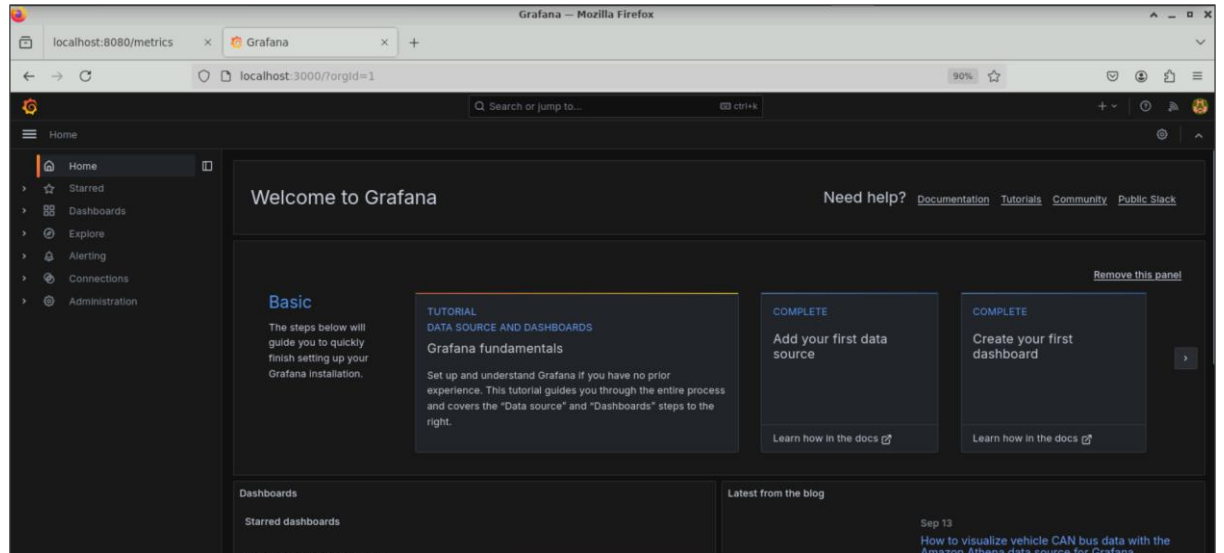 Grafana — Mozilla Firefox
localhost:8080/metrics
Grafana
localhost:3000/?orgId=1
90%
Search or jump to...
ctrl+k
Home
Home
Starred
Dashboards
Explore
Alerting
Connections
Administration
Welcome to Grafana
Need help? Documentation Tutorials Community Public Slack
Remove this panel
Basic
The steps below will
guide you to quickly
finish setting up your
Grafana installation.
TUTORIAL
DATA SOURCE AND DASHBOARDS
Grafana fundamentals
Set up and understand Grafana if you have no prior
experience. This tutorial guides you through the entire process
and covers the “Data source” and “Dashboards” steps to the
right.
COMPLETE
Add your first data
source
Learn how in the docs
COMPLETE
Create your first
dashboard
Learn how in the docs
Dashboards
Starred dashboards
Latest from the blog
Sep 13
How to visualize vehicle CAN bus data with the
Amazon Athena data source for Grafana